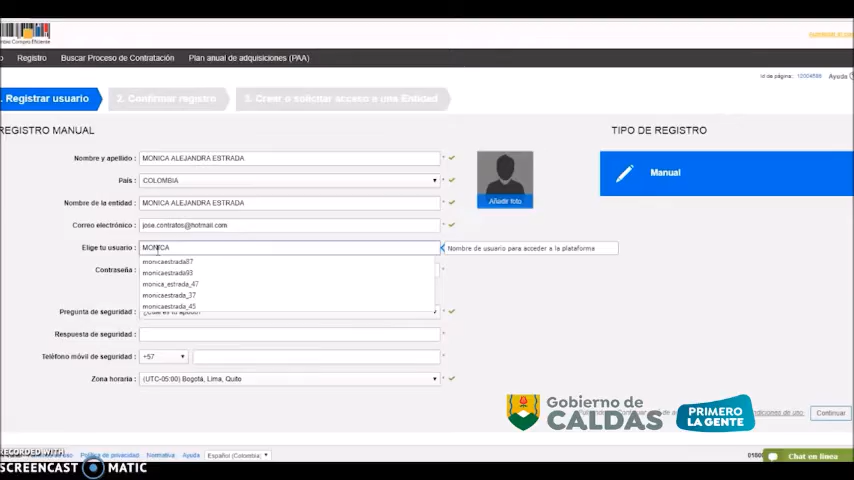 Registro Buscar Proceso de Contratación Plan anual de adquisiciones (PAA)
Id de página: Ayuda
Registrar usuario 2. Confirmar registro 3. Crear o solicitar acceso a una Entidad
REGISTRO MANUAL
TIPO DE REGISTRO
Nombre y apellido : MONICA ALEJANDRA ESTRADA *
Manual
País : COLOMBIA *
Añadir foto
Nombre de la entidad : MONICA ALEJANDRA ESTRADA *
Correo electrónico : jose.contratos@hotmail.com *
Elige tu usuario : MONICA Nombre de usuario para acceder a la plataforma
monicaestrada87
Contraseña : monicaestrada93 *
monica_estrada_47
monicaestrada_37
monicaestrada_45
Pregunta de seguridad : *
Respuesta de seguridad : *
Teléfono móvil de seguridad : +57 *
Zona horaria : (UTC-05:00) Bogotá, Lima, Quito *
Gobierno de
CALDAS
PRIMERO
LA GENTE
diciones de uso Continuar
RECORDED WITH
SCREENCAST MATIC
de uso Política de privacidad Normativa Ayuda Español (Colombia)
Chat en línea